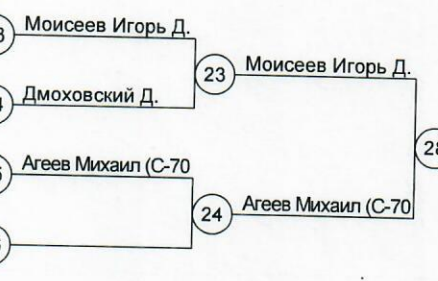 Моисеев Игорь Д.
23
Моисеев Игорь Д.
Дмоховский Д.
28
Агеев Михаил (С-70
24
Агеев Михаил (С-70